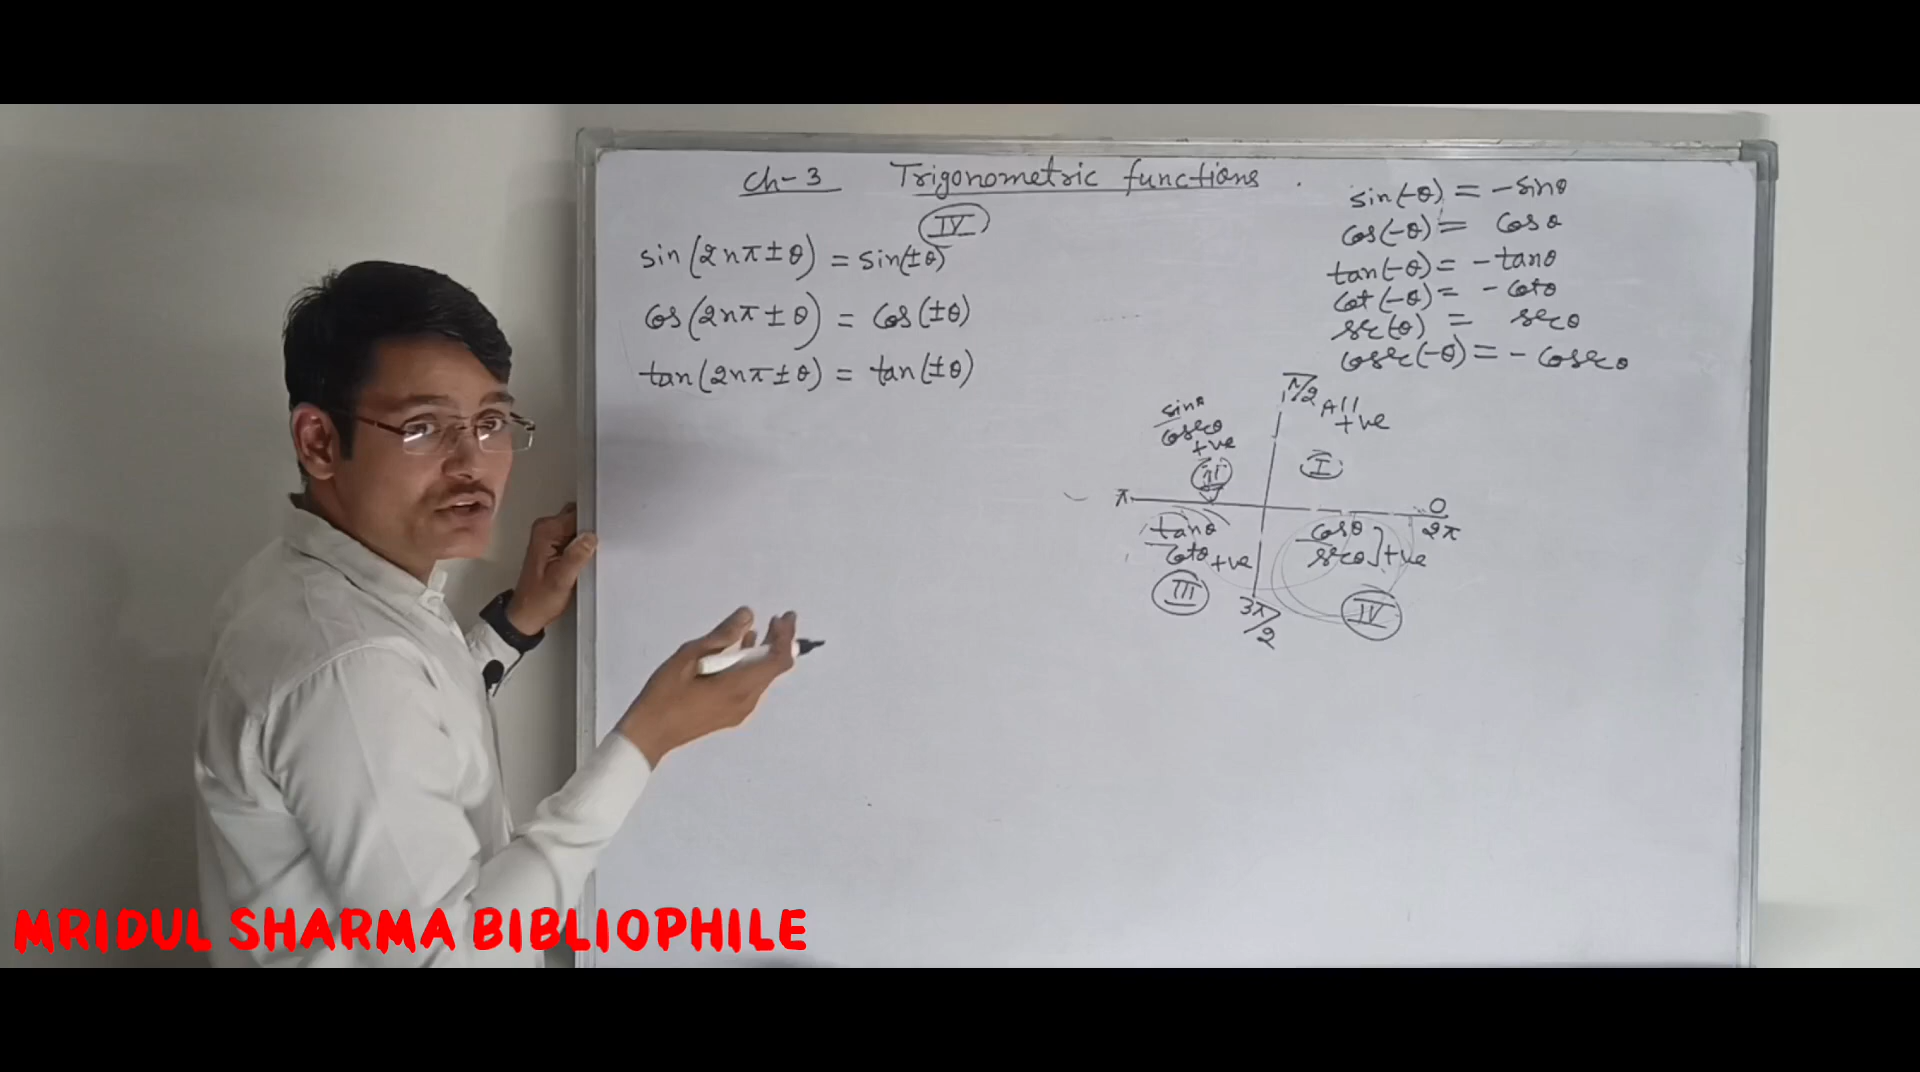 Ch-3 Trigonometric functions
IV
sin(2nπ±θ) = sin(±θ)
cos(2nπ±θ) = cos(±θ)
tan(2nπ±θ) = tan(±θ)
sin(-θ) = -sinθ
cos(-θ) = cosθ
tan(-θ) = -tanθ
cot(-θ) = -cotθ
sec(θ) = secθ
cosec(-θ) = -cosecθ
π/2
All
+ve
I
sinθ
cosecθ
+ve
II
π
0
2π
tanθ
cotθ +ve
III
cosθ
secθ] +ve
IV
3π/2
MRIDUL SHARMA BIBLIOPHILE